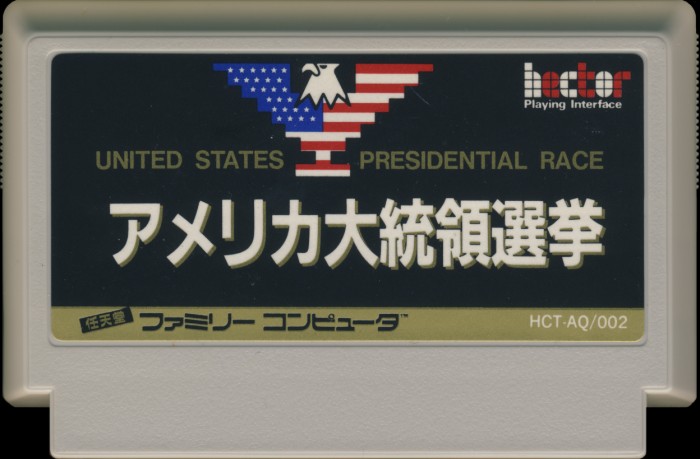 hector
Playing Interface
UNITED STATES PRESIDENTIAL RACE
アメリカ大統領選挙
任天堂 ファミリーコンピュータ™ HCT-AQ/002